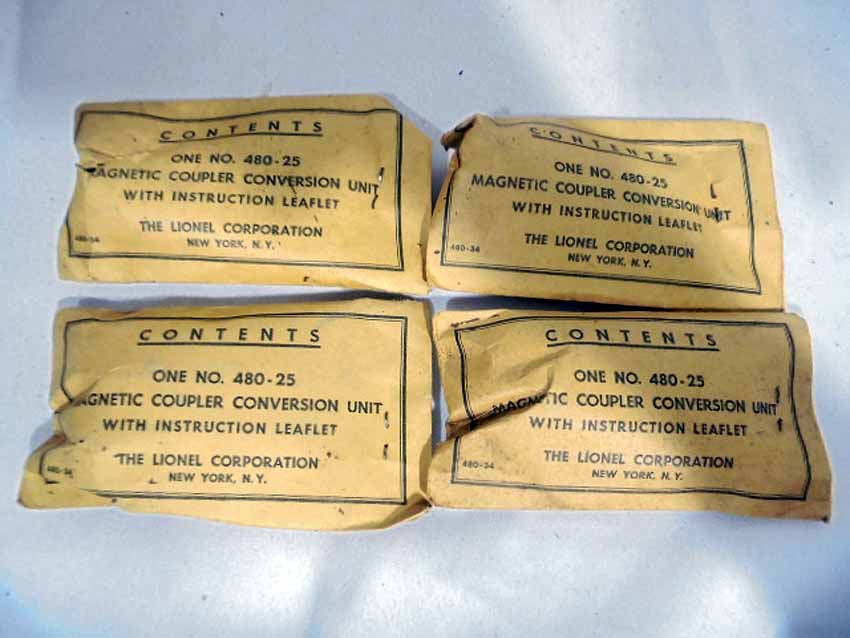 CONTENTS
ONE NO. 480-25
MAGNETIC COUPLER CONVERSION UNIT
WITH INSTRUCTION LEAFLET
THE LIONEL CORPORATION
NEW YORK, N.Y.
480-34
CONTENTS
ONE NO. 480-25
MAGNETIC COUPLER CONVERSION UNIT
WITH INSTRUCTION LEAFLET
THE LIONEL CORPORATION
NEW YORK, N.Y.
480-34
CONTENTS
ONE NO. 480-25
MAGNETIC COUPLER CONVERSION UNIT
WITH INSTRUCTION LEAFLET
THE LIONEL CORPORATION
NEW YORK, N.Y.
480-34
CONTENTS
ONE NO. 480-25
MAGNETIC COUPLER CONVERSION UNIT
WITH INSTRUCTION LEAFLET
THE LIONEL CORPORATION
NEW YORK, N.Y.
480-34